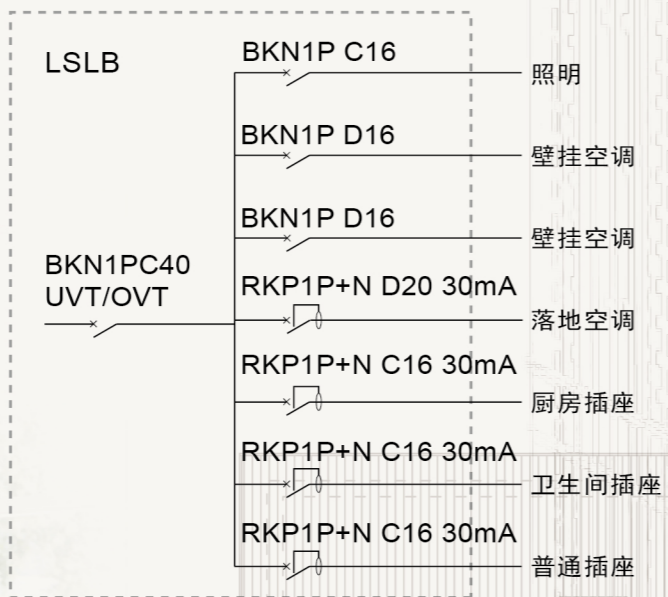 LSLB
BKN1P C16
照明
BKN1P D16
壁挂空调
BKN1P D16
壁挂空调
BKN1PC40
UVT/OVT
RKP1P+N D20 30mA
落地空调
RKP1P+N C16 30mA
厨房插座
RKP1P+N C16 30mA
卫生间插座
RKP1P+N C16 30mA
普通插座